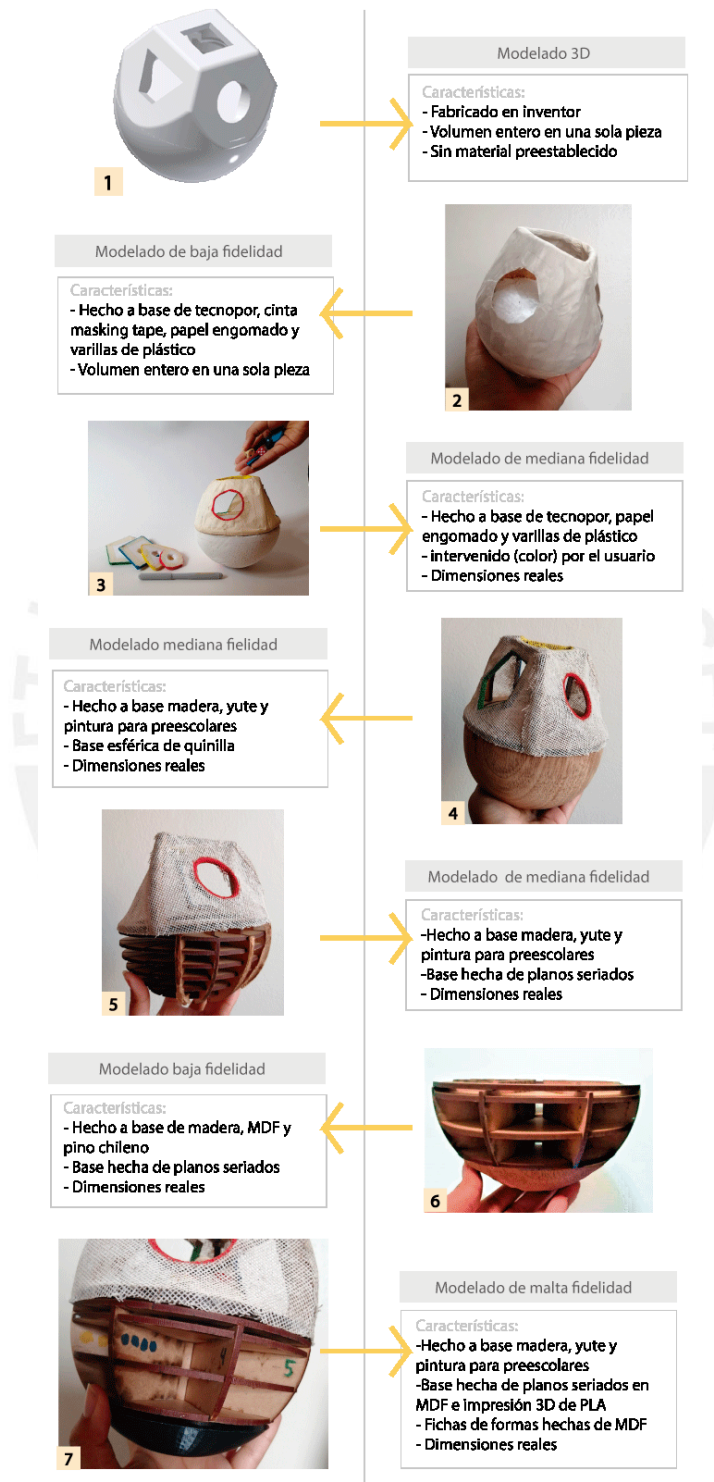 Modelado 3D
Características:
- Fabricado en inventor
- Volumen entero en una sola pieza
- Sin material preestablecido
1
Modelado de baja fidelidad
Características:
- Hecho a base de tecnopor, cinta
masking tape, papel engomado y
varillas de plástico
- Volumen entero en una sola pieza
2
Modelado de mediana fidelidad
Características:
- Hecho a base de tecnopor, papel
engomado y varillas de plástico
- intervenido (color) por el usuario
- Dimensiones reales
3
Modelado mediana fielidad
Características:
- Hecho a base madera, yute y
pintura para preescolares
- Base esférica de quinilla
- Dimensiones reales
4
Modelado de mediana fidelidad
Características:
-Hecho a base madera, yute y
pintura para preescolares
-Base hecha de planos seriados
- Dimensiones reales
5
Modelado baja fidelidad
Características:
- Hecho a base de madera, MDF y
pino chileno
- Base hecha de planos seriados
- Dimensiones reales
6
Modelado de malta fidelidad
Características:
-Hecho a base madera, yute y
pintura para preescolares
-Base hecha de planos seriados en
MDF e impresión 3D de PLA
- Fichas de formas hechas de MDF
- Dimensiones reales
4
5
7